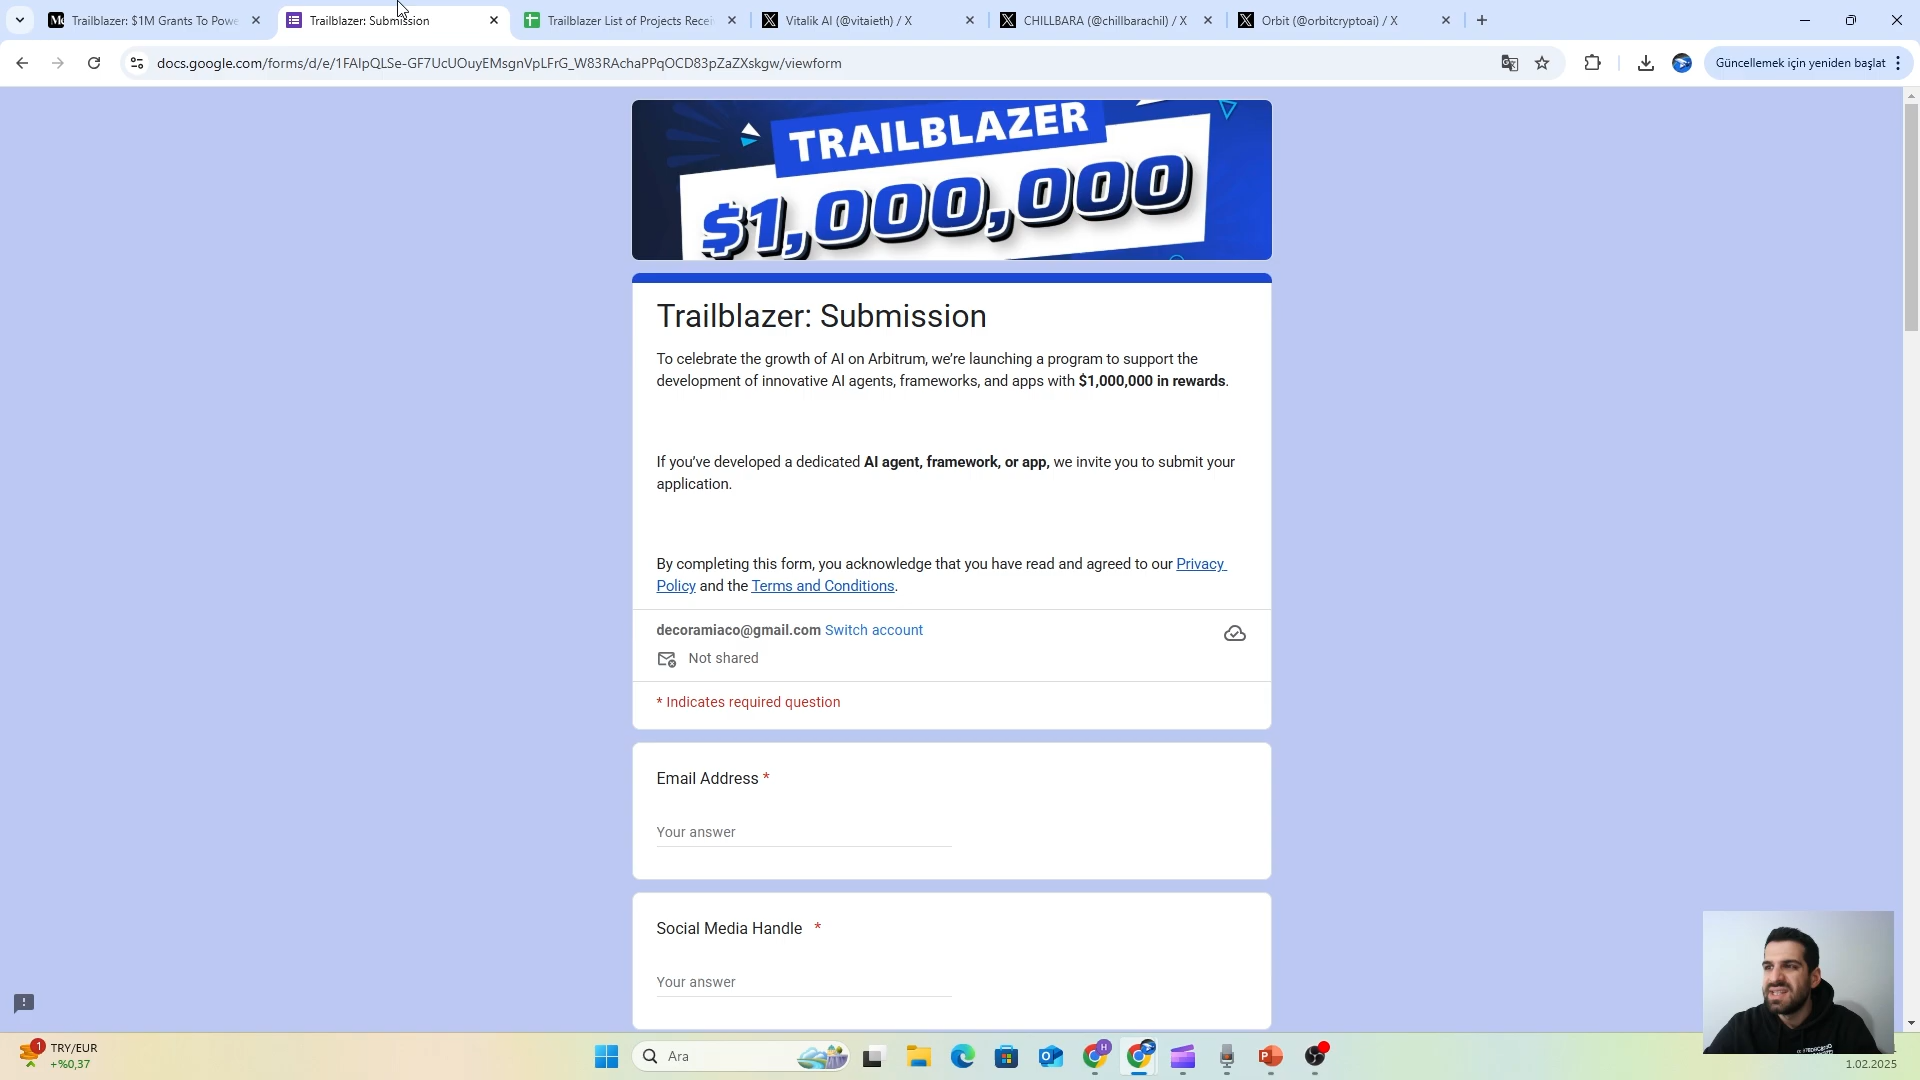 Trailblazer: $1M Grants To Powe
Trailblazer: Submission
Trailblazer List of Projects Recei
Vitalik AI (@vitaieth) / X
CHILLBARA (@chillbarachil) / X
Orbit (@orbitcryptoai) / X
docs.google.com/forms/d/e/1FAIpQLSe-GF7UcUOuyEMsgnVpLFrG_W83RAchaPPqOCD83pZaZXskgw/viewform
Güncellemek için yeniden başlat
TRAILBLAZER
$1,000,000
Trailblazer: Submission
To celebrate the growth of AI on Arbitrum, we’re launching a program to support the
development of innovative AI agents, frameworks, and apps with $1,000,000 in rewards.
If you’ve developed a dedicated AI agent, framework, or app, we invite you to submit your
application.
By completing this form, you acknowledge that you have read and agreed to our Privacy
Policy and the Terms and Conditions.
decoramiaco@gmail.com Switch account
Not shared
* Indicates required question
Email Address *
Your answer
Social Media Handle *
Your answer
1
TRY/EUR
+%0,37
Ara
1.02.2025